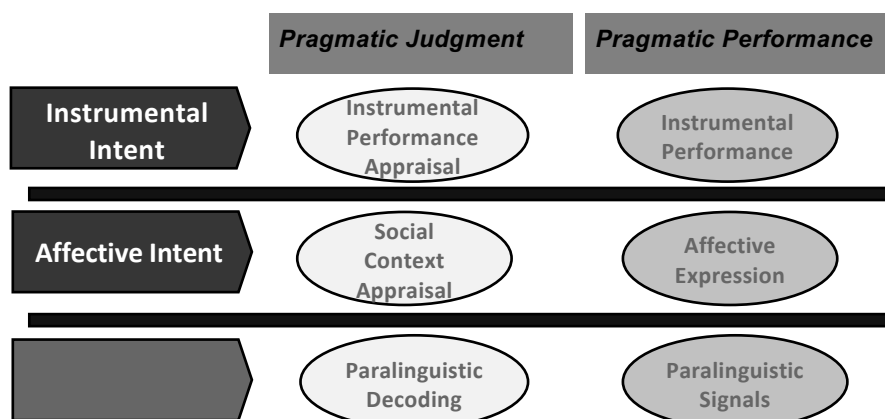 Pragmatic Judgment
Pragmatic Performance
Instrumental
Intent
Instrumental
Performance
Appraisal
Instrumental
Performance
Affective Intent
Social
Context
Appraisal
Affective
Expression
Paralinguistic
Decoding
Paralinguistic
Signals